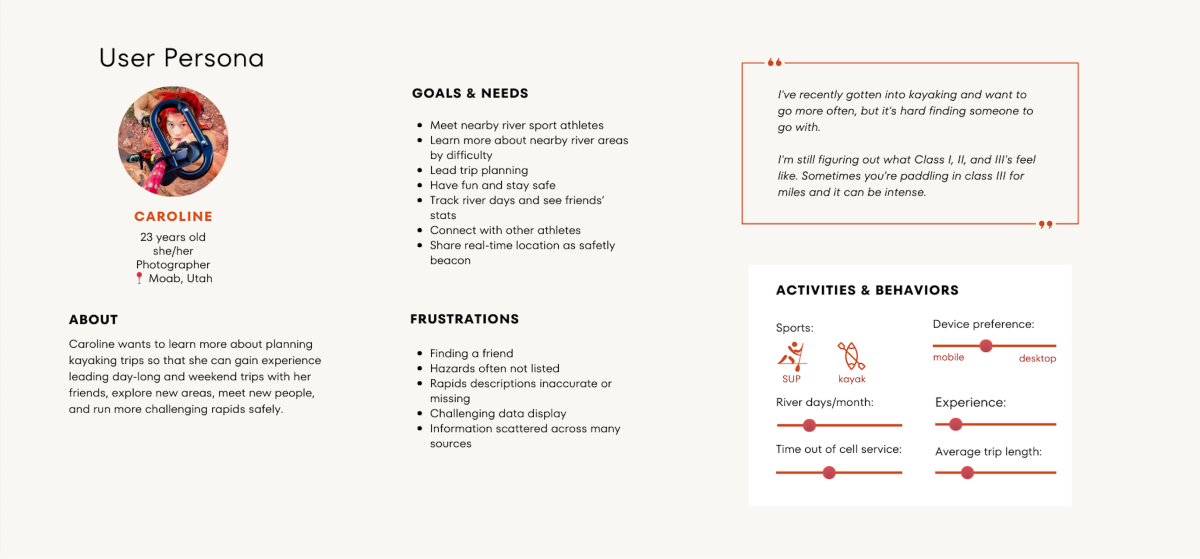 User Persona
CAROLINE
23 years old
she/her
Photographer
Moab, Utah
ABOUT
Caroline wants to learn more about planning
kayaking trips so that she can gain experience
leading day-long and weekend trips with her
friends, explore new areas, meet new people,
and run more challenging rapids safely.
GOALS & NEEDS
Meet nearby river sport athletes
Learn more about nearby river areas
by difficulty
Lead trip planning
Have fun and stay safe
Track river days and see friends'
stats
Connect with other athletes
Share real-time location as safetly
beacon
FRUSTRATIONS
Finding a friend
Hazards often not listed
Rapids descriptions inaccurate or
missing
Challenging data display
Information scattered across many
sources
I've recently gotten into kayaking and want to
go more often, but it's hard finding someone to
go with.
I'm still figuring out what Class I, II, and III's feel
like. Sometimes you're paddling in class III for
miles and it can be intense.
ACTIVITIES & BEHAVIORS
Sports:
SUP
kayak
Device preference:
mobile
desktop
River days/month:
Experience:
Time out of cell service:
Average trip length: